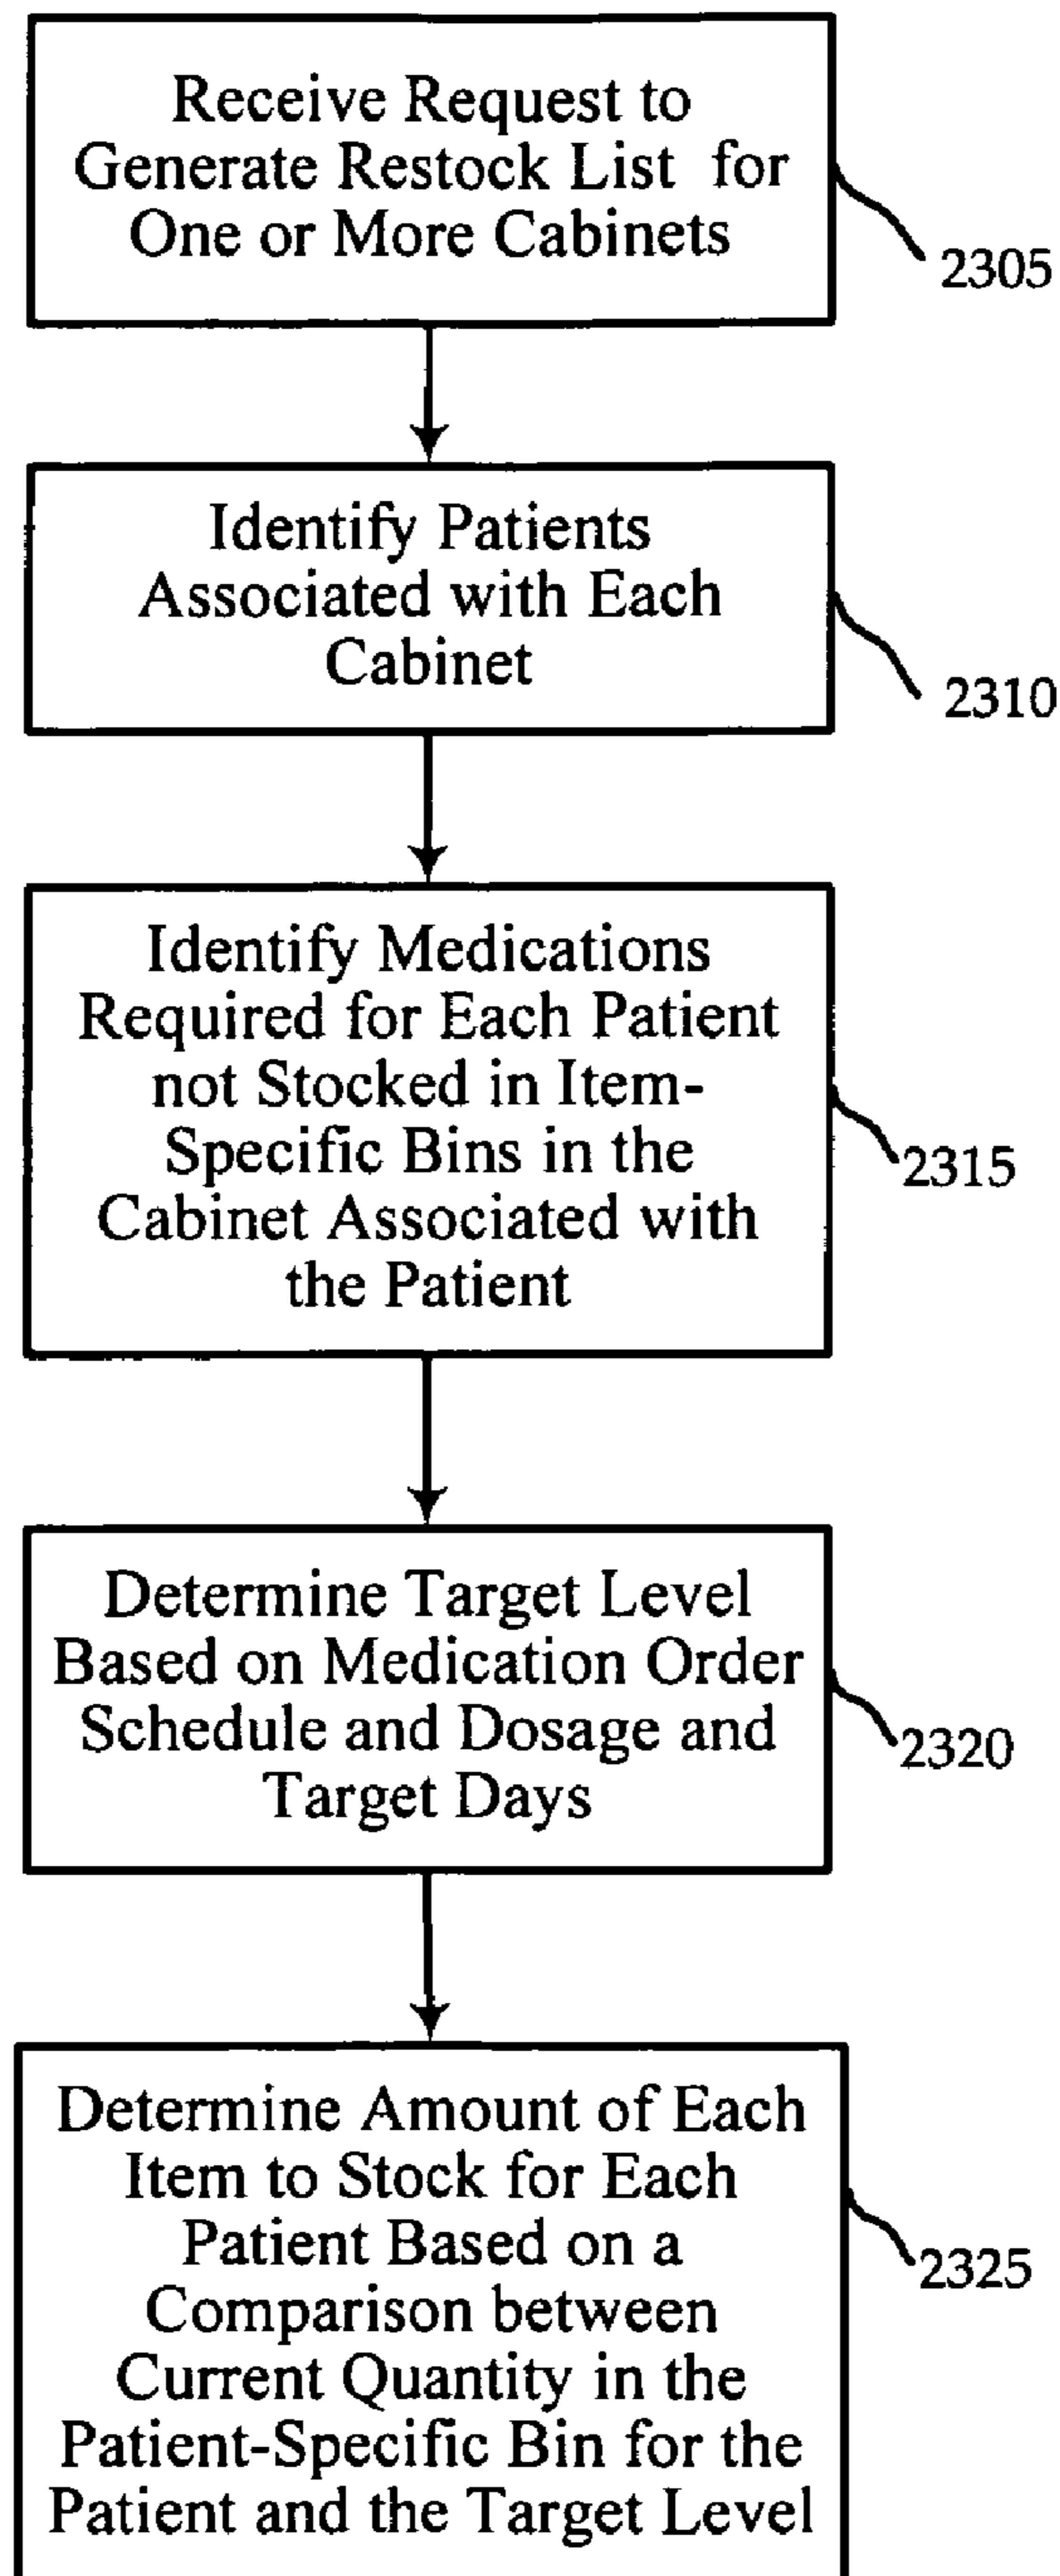 Receive Request to
Generate Restock List for
One or More Cabinets
2305
Identify Patients
Associated with Each
Cabinet
2310
Identify Medications
Required for Each Patient
not Stocked in Item-
Specific Bins in the
Cabinet Associated with
the Patient
2315
Determine Target Level
Based on Medication Order
Schedule and Dosage and
Target Days
2320
Determine Amount of Each
Item to Stock for Each
Patient Based on a
Comparison between
Current Quantity in the
Patient-Specific Bin for the
Patient and the Target Level
2325